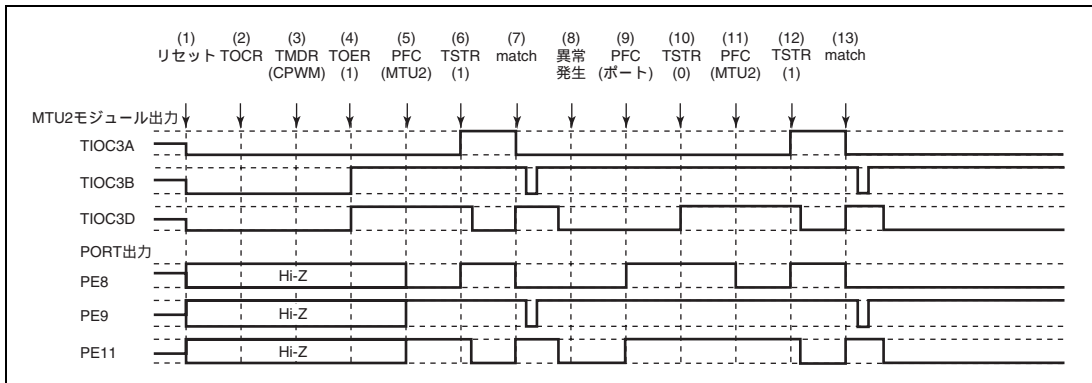 (1) (2) (3) (4) (5) (6) (7) (8) (9) (10) (11) (12) (13)
リセット TOCR TMDR TOER PFC TSTR match 異常 PFC TSTR PFC TSTR match
(CPWM) (1) (MTU2) (1) 発生 (ポート) (0) (MTU2) (1)
MTU2モジュール出力
TIOC3A
TIOC3B
TIOC3D
PORT出力
PE8 Hi-Z
PE9 Hi-Z
PE11 Hi-Z